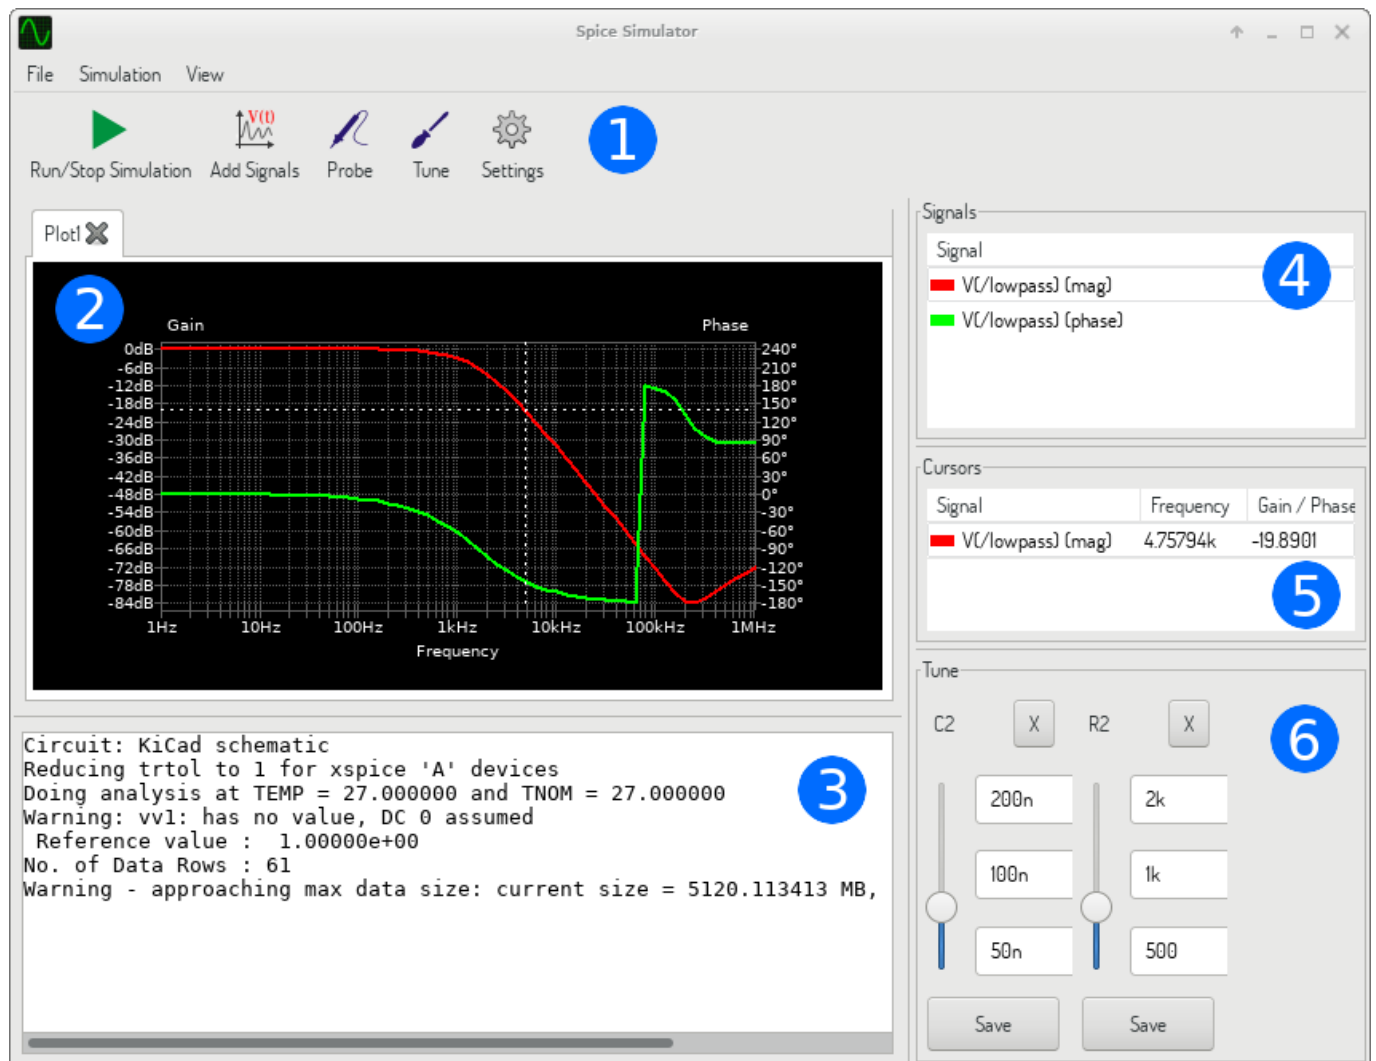 Spice Simulator
File Simulation View
Run/Stop Simulation Add Signals Probe Tune Settings
1
Plot1
2
Gain Phase
0dB 240°
-6dB 210°
-12dB 180°
-18dB 150°
-24dB 120°
-30dB 90°
-36dB 60°
-42dB 30°
-48dB 0°
-54dB -30°
-60dB -60°
-66dB -90°
-72dB -120°
-78dB -150°
-84dB -180°
1Hz 10Hz 100Hz 1kHz 10kHz 100kHz 1MHz
Frequency
Circuit: KiCad schematic
Reducing trtol to 1 for xspice 'A' devices
Doing analysis at TEMP = 27.000000 and TNOM = 27.000000
Warning: vv1: has no value, DC 0 assumed
Reference value : 1.00000e+00
No. of Data Rows : 61
Warning - approaching max data size: current size = 5120.113413 MB,
3
Signals
Signal
V(/lowpass) (mag)
V(/lowpass) (phase)
4
Cursors
Signal Frequency Gain / Phase
V(/lowpass) (mag) 4.75794k -19.8901
5
Tune
C2 X R2 X
6
200n 2k
100n 1k
50n 500
Save Save
V(t)